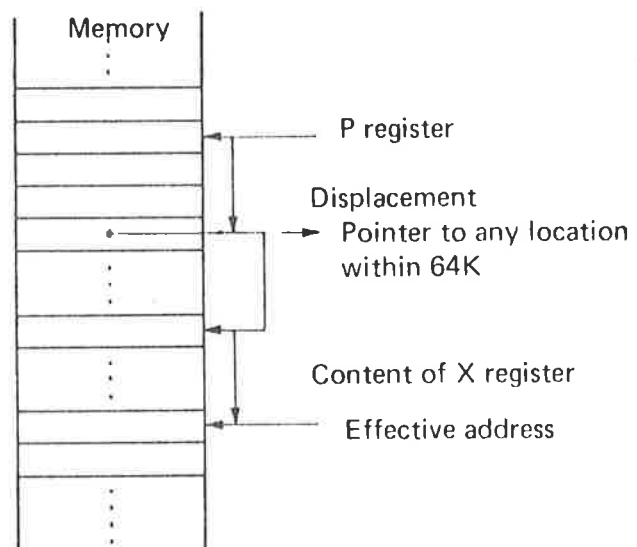 Memory
P register
Displacement
Pointer to any location
within 64K
Content of X register
Effective address